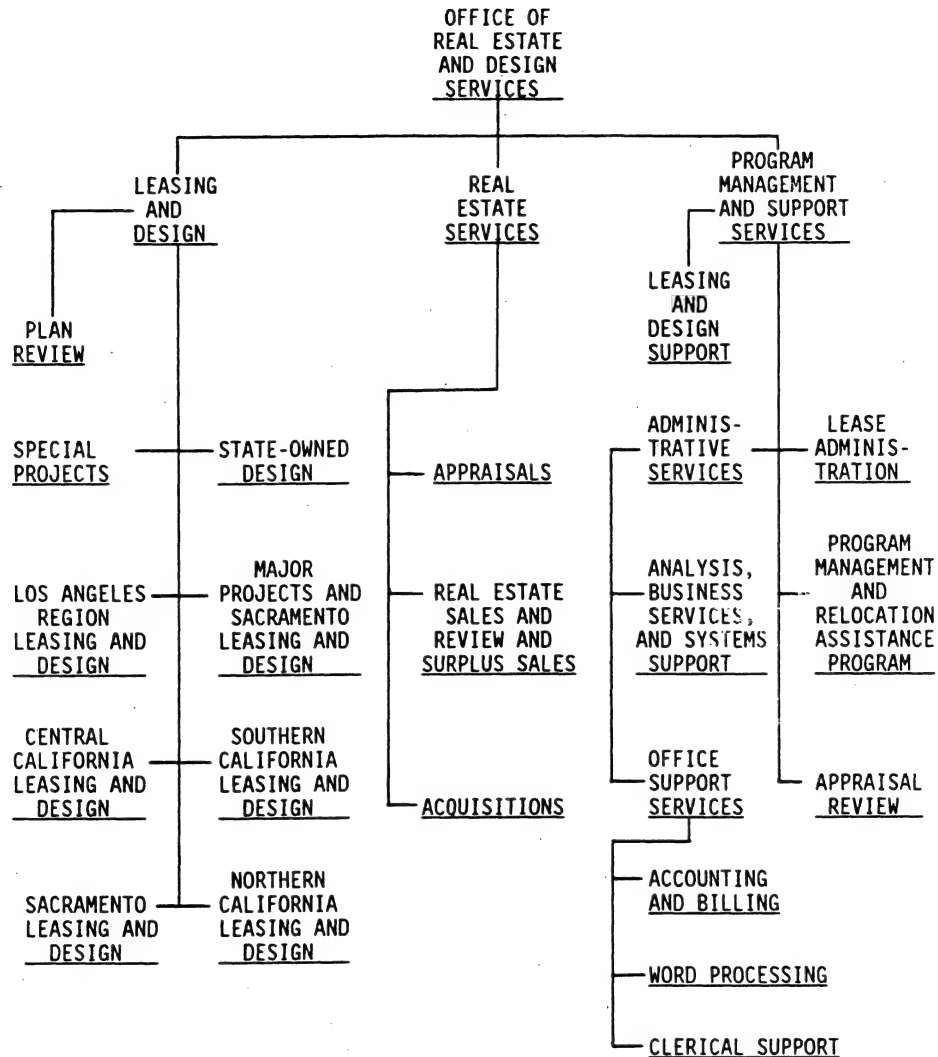 OFFICE OF
REAL ESTATE
AND DESIGN
SERVICES
LEASING
AND
DESIGN
REAL
ESTATE
SERVICES
PROGRAM
MANAGEMENT
AND SUPPORT
SERVICES
PLAN
REVIEW
LEASING
AND
DESIGN
SUPPORT
SPECIAL
PROJECTS
STATE-OWNED
DESIGN
APPRAISALS
ADMINIS-
TRATIVE
SERVICES
LEASE
ADMINIS-
TRATION
LOS ANGELES
REGION
LEASING AND
DESIGN
MAJOR
PROJECTS AND
SACRAMENTO
LEASING AND
DESIGN
REAL ESTATE
SALES AND
REVIEW AND
SURPLUS SALES
ANALYSIS,
BUSINESS
SERVICES,
AND SYSTEMS
SUPPORT
PROGRAM
MANAGEMENT
AND
RELOCATION
ASSISTANCE
PROGRAM
CENTRAL
CALIFORNIA
LEASING AND
DESIGN
SOUTHERN
CALIFORNIA
LEASING AND
DESIGN
ACQUISITIONS
OFFICE
SUPPORT
SERVICES
APPRAISAL
REVIEW
SACRAMENTO
LEASING AND
DESIGN
NORTHERN
CALIFORNIA
LEASING AND
DESIGN
ACCOUNTING
AND BILLING
WORD PROCESSING
CLERICAL SUPPORT